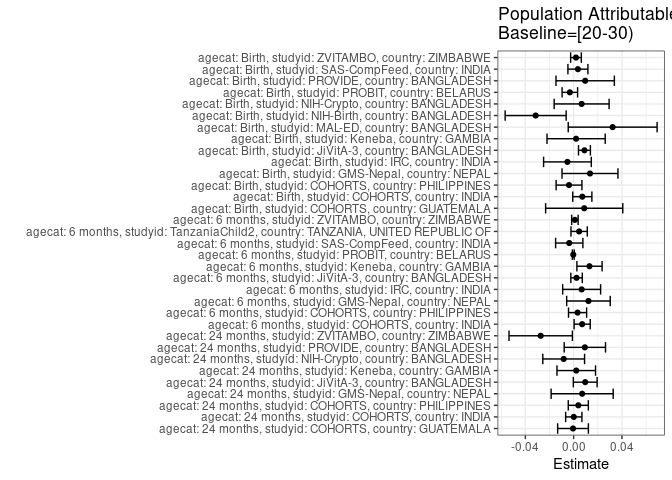 Population Attributable
Baseline=[20-30)
agecat: Birth, studyid: ZVITAMBO, country: ZIMBABWE
agecat: Birth, studyid: SAS-CompFeed, country: INDIA
agecat: Birth, studyid: PROVIDE, country: BANGLADESH
agecat: Birth, studyid: PROBIT, country: BELARUS
agecat: Birth, studyid: NIH-Crypto, country: BANGLADESH
agecat: Birth, studyid: NIH-Birth, country: BANGLADESH
agecat: Birth, studyid: MAL-ED, country: BANGLADESH
agecat: Birth, studyid: Keneba, country: GAMBIA
agecat: Birth, studyid: JiVitA-3, country: BANGLADESH
agecat: Birth, studyid: IRC, country: INDIA
agecat: Birth, studyid: GMS-Nepal, country: NEPAL
agecat: Birth, studyid: COHORTS, country: PHILIPPINES
agecat: Birth, studyid: COHORTS, country: INDIA
agecat: Birth, studyid: COHORTS, country: GUATEMALA
agecat: 6 months, studyid: ZVITAMBO, country: ZIMBABWE
agecat: 6 months, studyid: TanzaniaChild2, country: TANZANIA, UNITED REPUBLIC OF
agecat: 6 months, studyid: SAS-CompFeed, country: INDIA
agecat: 6 months, studyid: PROBIT, country: BELARUS
agecat: 6 months, studyid: Keneba, country: GAMBIA
agecat: 6 months, studyid: JiVitA-3, country: BANGLADESH
agecat: 6 months, studyid: IRC, country: INDIA
agecat: 6 months, studyid: GMS-Nepal, country: NEPAL
agecat: 6 months, studyid: COHORTS, country: PHILIPPINES
agecat: 6 months, studyid: COHORTS, country: INDIA
agecat: 24 months, studyid: ZVITAMBO, country: ZIMBABWE
agecat: 24 months, studyid: PROVIDE, country: BANGLADESH
agecat: 24 months, studyid: NIH-Crypto, country: BANGLADESH
agecat: 24 months, studyid: Keneba, country: GAMBIA
agecat: 24 months, studyid: JiVitA-3, country: BANGLADESH
agecat: 24 months, studyid: GMS-Nepal, country: NEPAL
agecat: 24 months, studyid: COHORTS, country: PHILIPPINES
agecat: 24 months, studyid: COHORTS, country: INDIA
agecat: 24 months, studyid: COHORTS, country: GUATEMALA
-0.04 0.00 0.04
Estimate